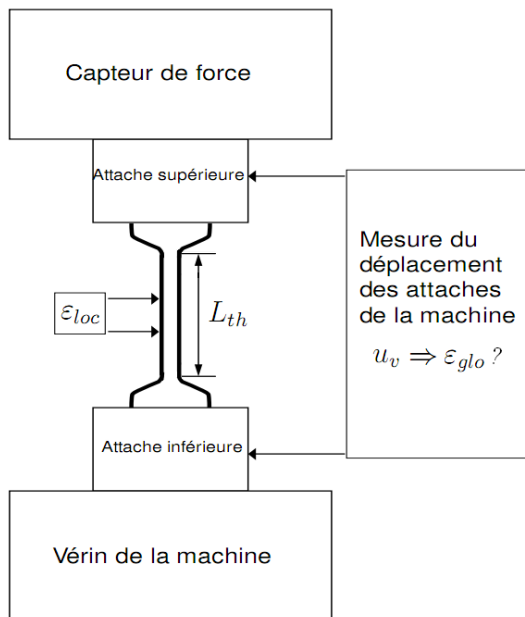 Capteur de force
Attache supérieure
Mesure du
déplacement
des attaches
de la machine
u_v ⇒ ε_glo ?
ε_loc
L_th
Attache inférieure
Vérin de la machine